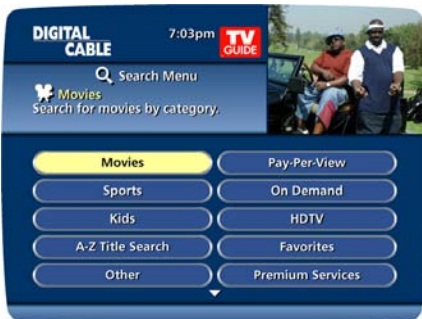 DIGITAL
CABLE
7:03pm
TV
GUIDE
Search Menu
Movies
Search for movies by category.
Movies
Pay-Per-View
Sports
On Demand
Kids
HDTV
A-Z Title Search
Favorites
Other
Premium Services